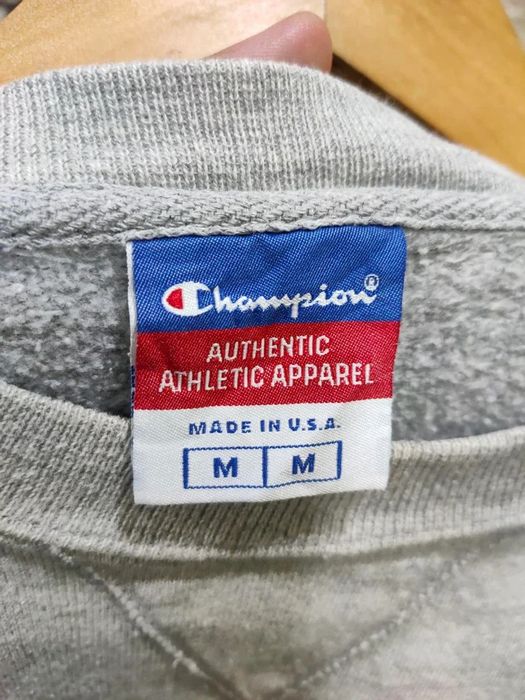 Champion®
AUTHENTIC
ATHLETIC APPAREL
MADE IN U.S.A.
M M